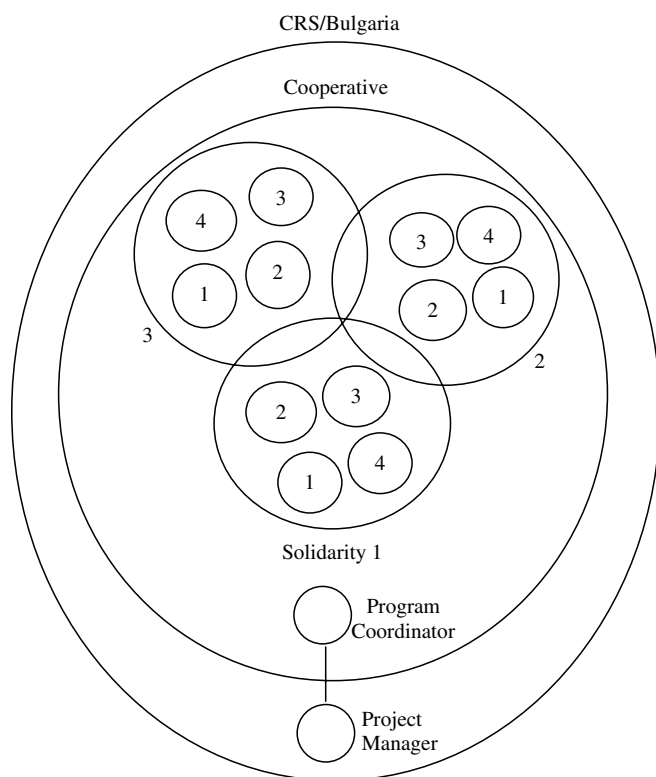 CRS/Bulgaria
Cooperative
3
4
2
1
3
3
4
2
1
2
3
2
4
1
Solidarity 1
Program
Coordinator
Project
Manager